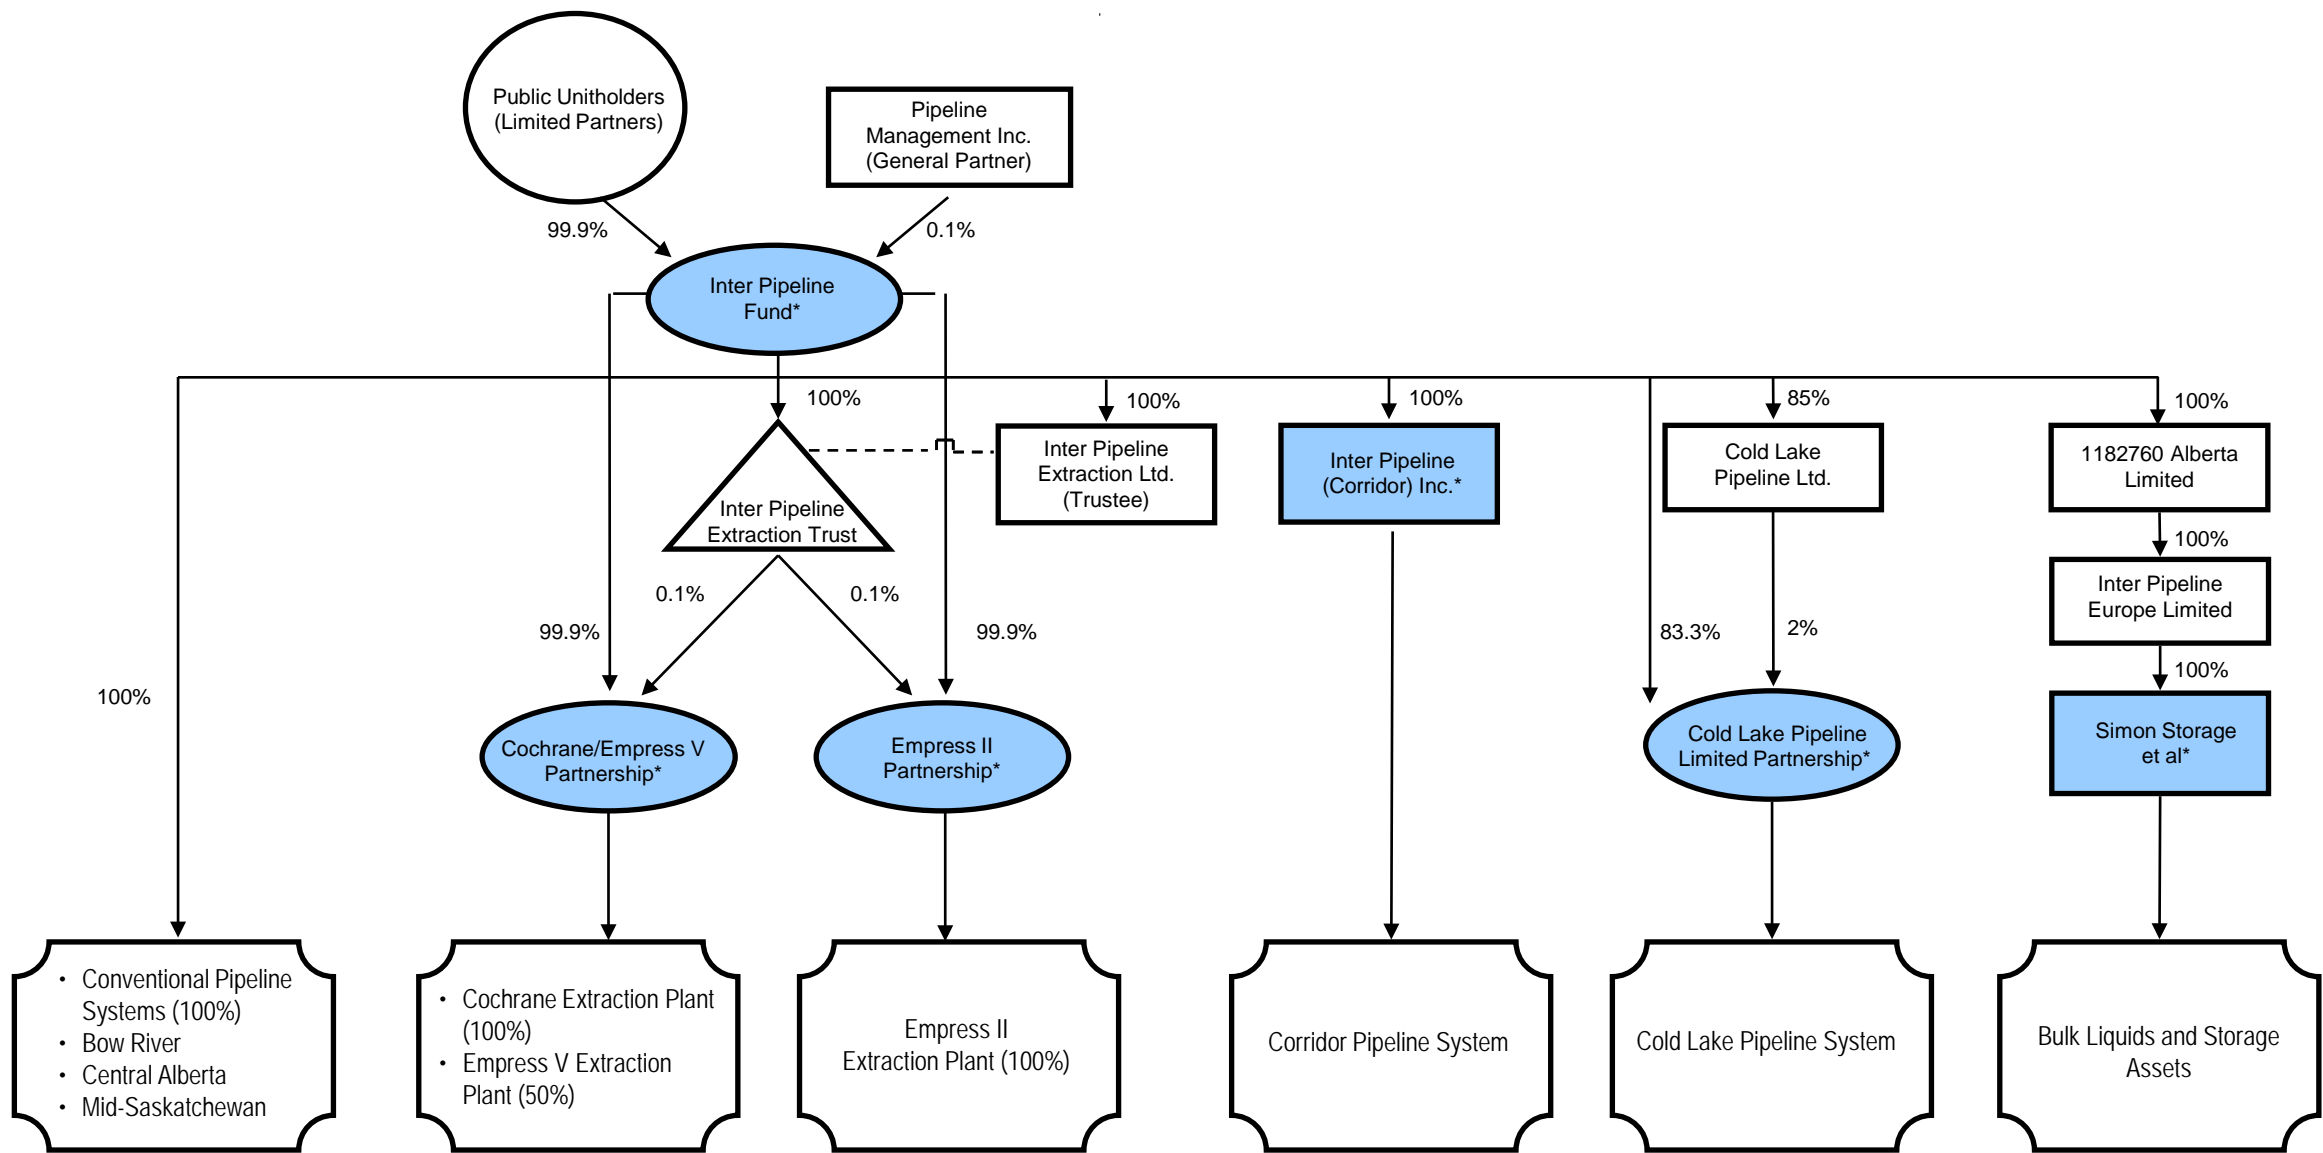 Public Unitholders
(Limited Partners)
Pipeline
Management Inc.
(General Partner)
99.9%
0.1%
Inter Pipeline
Fund*
100%
100%
100%
85%
100%
Inter Pipeline
Extraction Trust
Inter Pipeline
Extraction Ltd.
(Trustee)
Inter Pipeline
(Corridor) Inc.*
Cold Lake
Pipeline Ltd.
1182760 Alberta
Limited
100%
Inter Pipeline
Europe Limited
0.1%
0.1%
99.9%
99.9%
83.3%
2%
100%
100%
Cochrane/Empress V
Partnership*
Empress II
Partnership*
Cold Lake Pipeline
Limited Partnership*
Simon Storage
et al*
• Conventional Pipeline
Systems (100%)
• Bow River
• Central Alberta
• Mid-Saskatchewan
• Cochrane Extraction Plant
(100%)
• Empress V Extraction
Plant (50%)
Empress II
Extraction Plant (100%)
Corridor Pipeline System
Cold Lake Pipeline System
Bulk Liquids and Storage
Assets